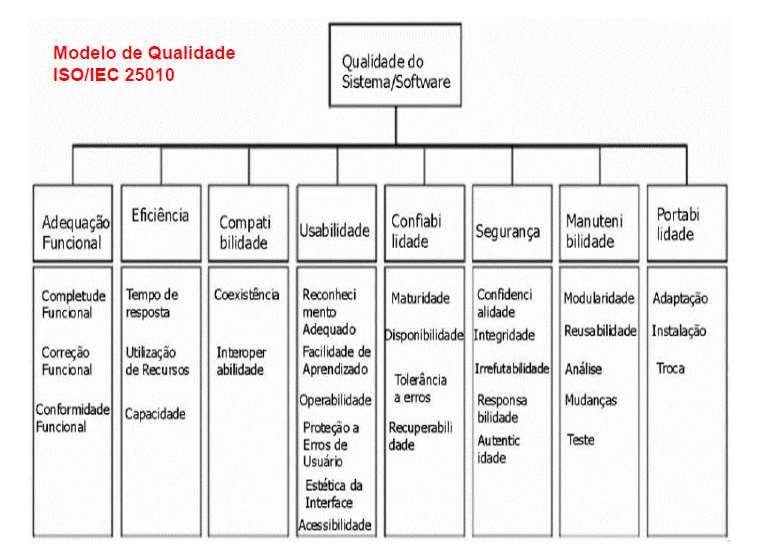 Modelo de Qualidade
ISO/IEC 25010
Qualidade do
Sistema/Software
Adequação
Funcional
Eficiência
Compati
bilidade
Usabilidade
Confiabi
lidade
Segurança
Manuteni
bilidade
Portabi
lidade
Completude
Funcional
Correção
Funcional
Conformidade
Funcional
Tempo de
resposta
Utilização
de Recursos
Capacidade
Coexistência
Interoper
abilidade
Reconheci
mento
Adequado
Facilidade de
Aprendizado
Operabilidade
Proteção a
Erros de
Usuário
Estética da
Interface
Acessibilidade
Maturidade
Disponibilidade
Tolerância
a erros
Recuperabili
dade
Confidenci
alidade
Integridade
Irrefutabilidade
Responsa
bilidade
Autentic
idade
Modularidade
Reusabilidade
Análise
Mudanças
Teste
Adaptação
Instalação
Troca